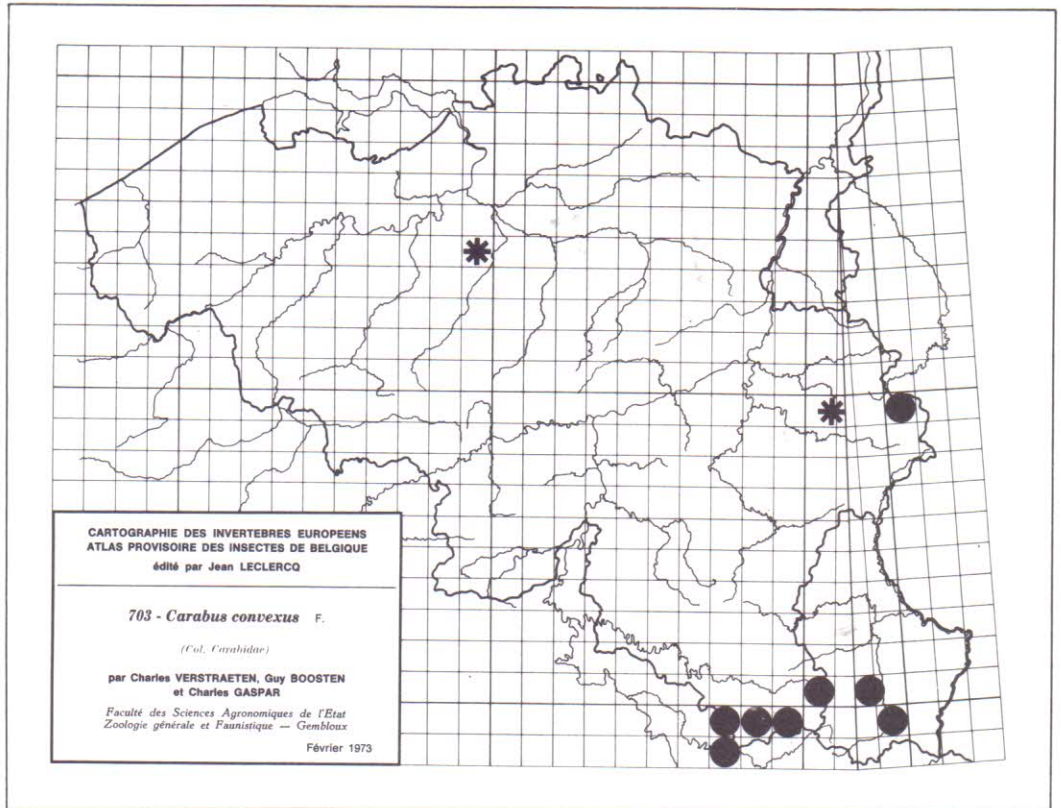 CARTOGRAPHIE DES INVERTEBRES EUROPEENS
ATLAS PROVISOIRE DES INSECTES DE BELGIQUE
édité par Jean LECLERCQ
703 - Carabus convexus F.
(Col. Carabidae)
par Charles VERSTRAETEN, Guy BOOSTEN
et Charles GASPAR
Faculté des Sciences Agronomiques de l'Etat
Zoologie générale et Faunistique — Gembloux
Février 1973